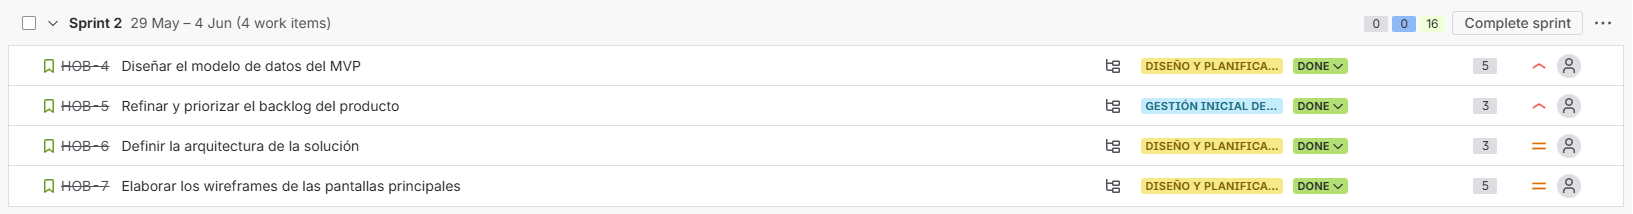 Sprint 2 29 May – 4 Jun (4 work items) 0 0 16 Complete sprint
HOB-4 Diseñar el modelo de datos del MVP DISEÑO Y PLANIFICA... DONE 5
HOB-5 Refinar y priorizar el backlog del producto GESTIÓN INICIAL DE... DONE 3
HOB-6 Definir la arquitectura de la solución DISEÑO Y PLANIFICA... DONE 3
HOB-7 Elaborar los wireframes de las pantallas principales DISEÑO Y PLANIFICA... DONE 5